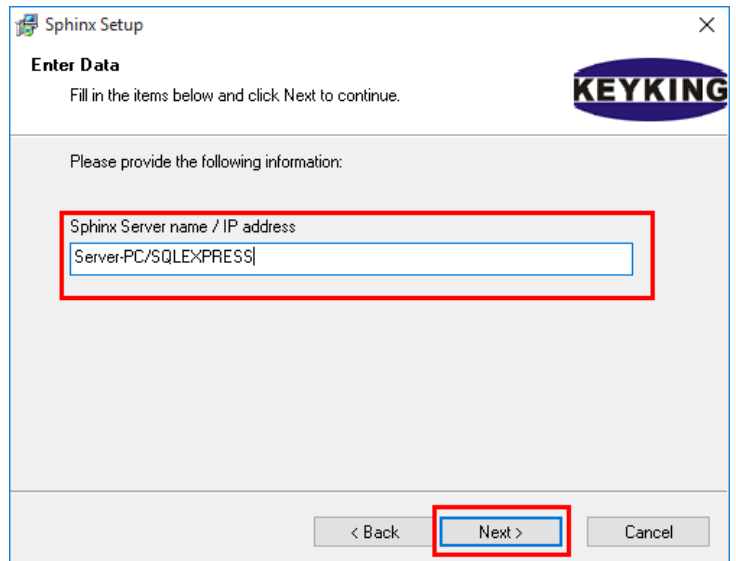 Sphinx Setup
Enter Data
Fill in the items below and click Next to continue.
KEYKING
Please provide the following information:
Sphinx Server name / IP address
Server-PC/SQLEXPRESS
< Back
Next >
Cancel